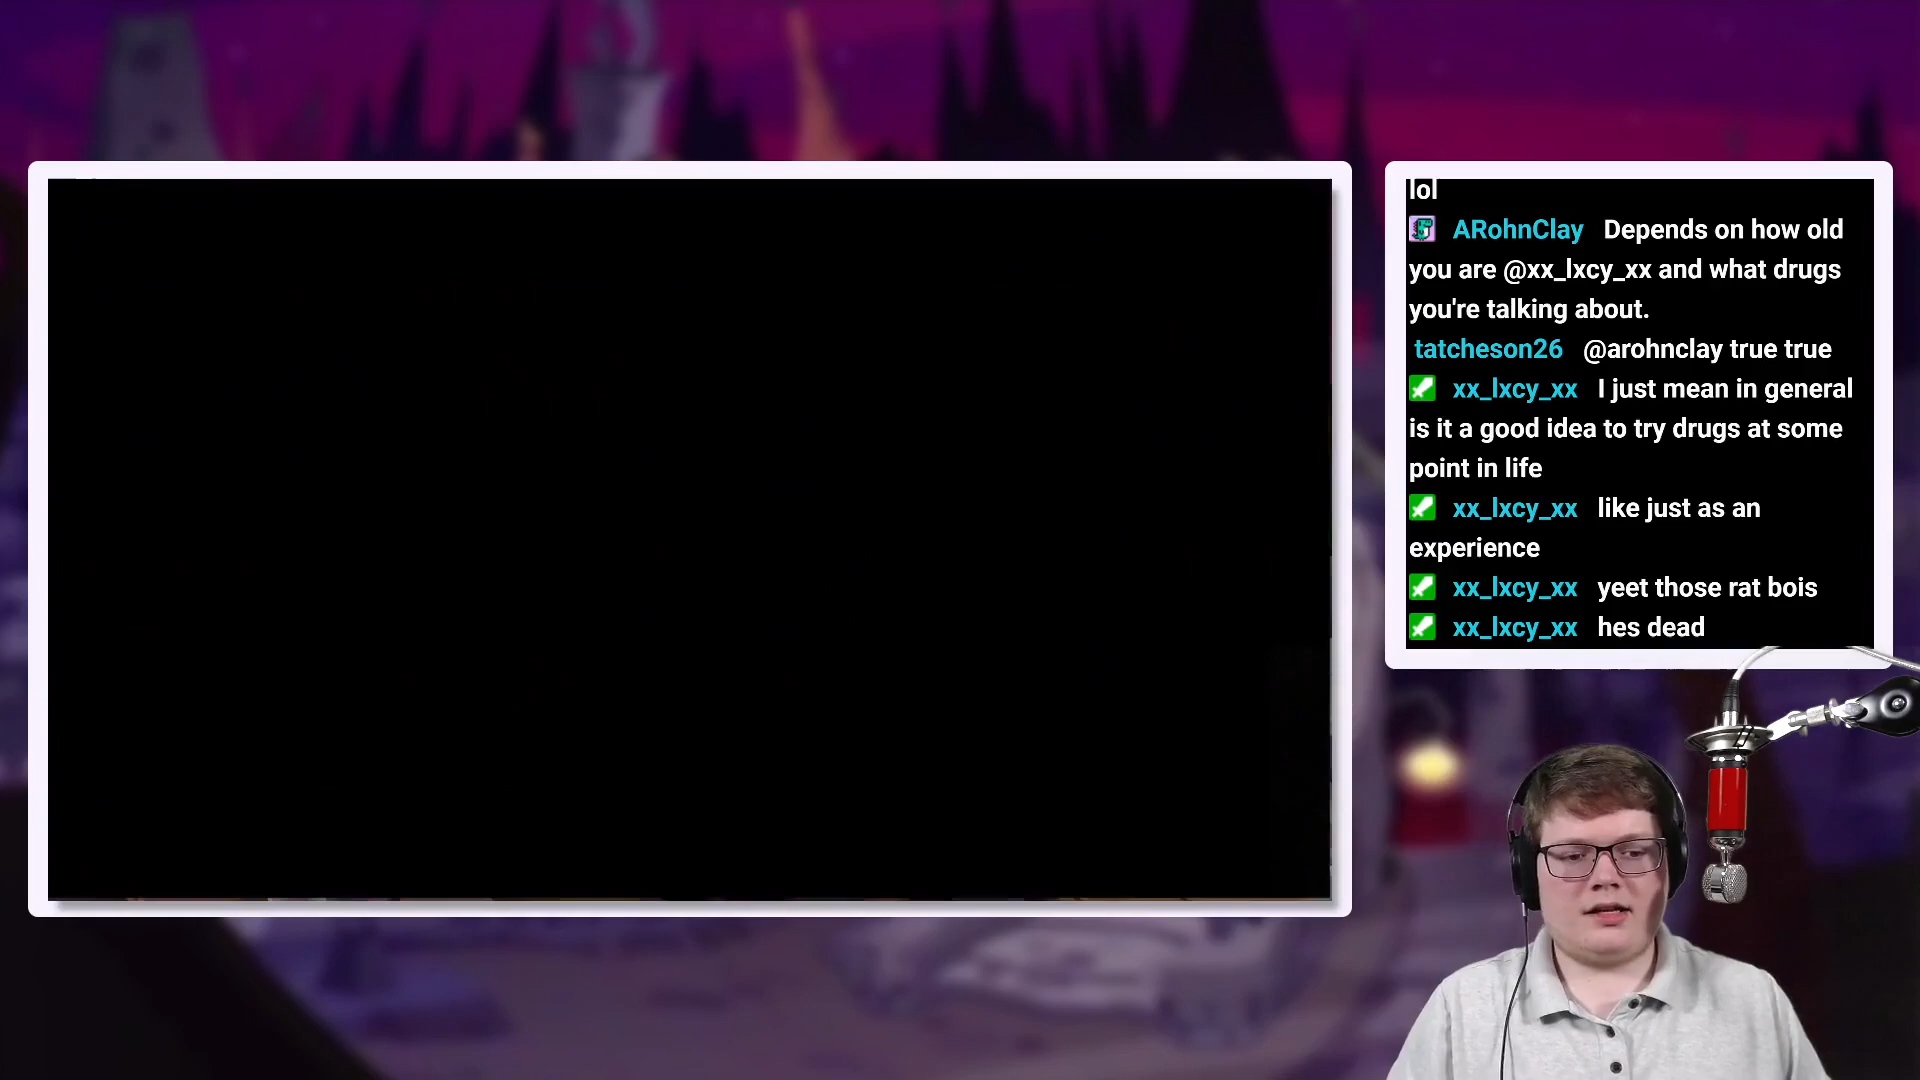 lol
ARohnClay Depends on how old
you are @xx_lxcy_xx and what drugs
you're talking about.
tatcheson26 @arohnclay true true
xx_lxcy_xx I just mean in general
is it a good idea to try drugs at some
point in life
xx_lxcy_xx like just as an
experience
xx_lxcy_xx yeet those rat bois
xx_lxcy_xx hes dead